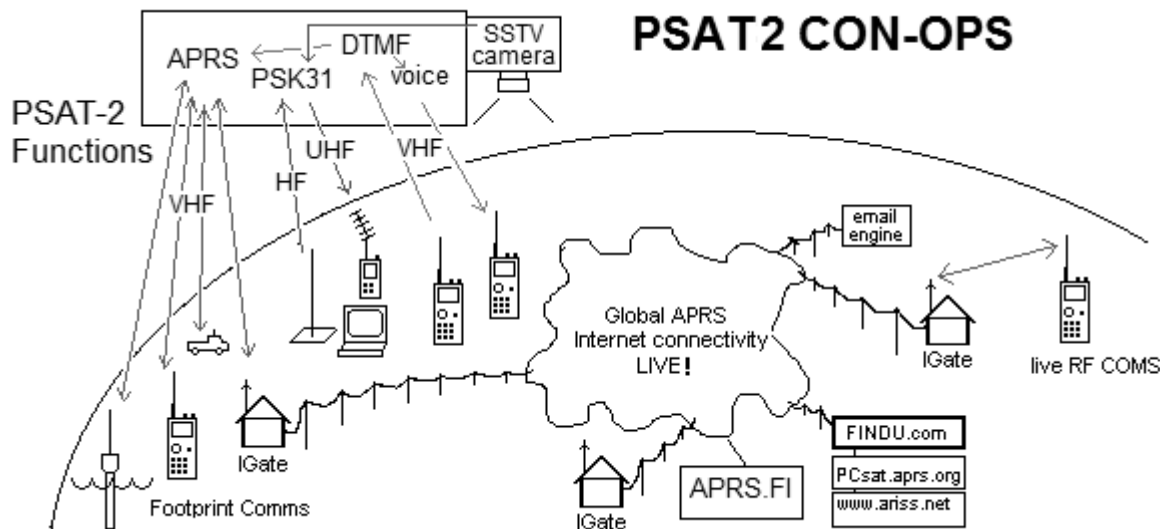 PSAT2 CON-OPS
SSTV
camera
APRS
DTMF
PSK31
voice
PSAT-2
Functions
UHF
VHF
HF
VHF
email
engine
Global APRS
Internet connectivity
LIVE!
IGate
live RF COMS
IGate
Footprint Comms
IGate
APRS.FI
FINDU.com
PCsat.aprs.org
www.ariss.net